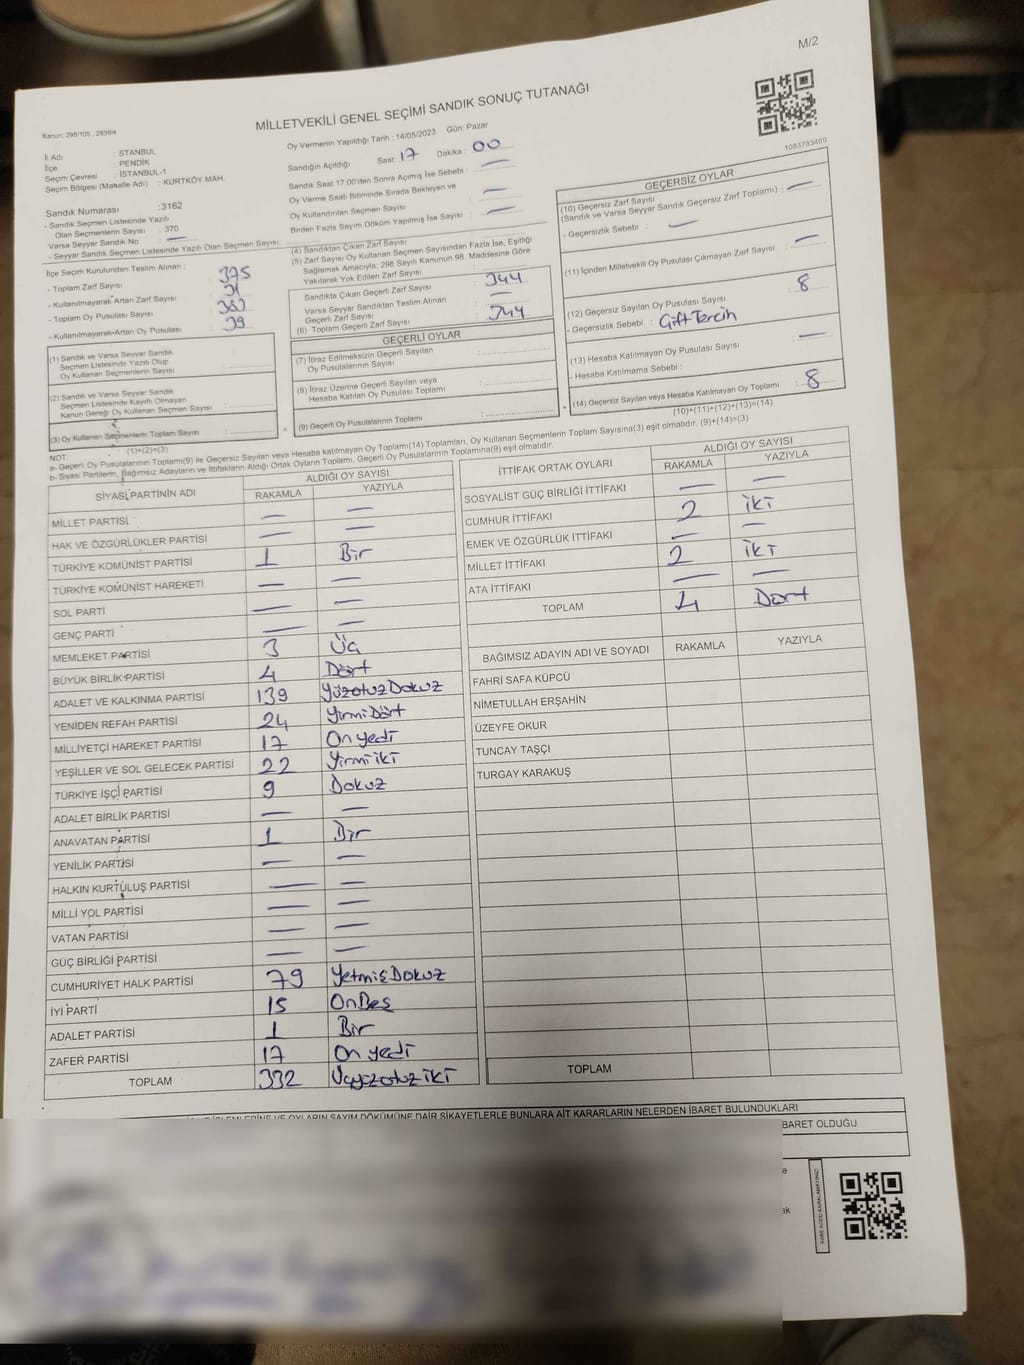 M/2
Kanun: 298/105 ; 2839/4
MİLLETVEKİLİ GENEL SEÇİMİ SANDIK SONUÇ TUTANAĞI
1083783469
İl Adı : İSTANBUL
İlçe : PENDİK
Seçim Çevresi : İSTANBUL-1
Seçim Bölgesi (Mahalle Adı) : KURTKÖY MAH.
Sandık Numarası : 3162
- Sandık Seçmen Listesinde Yazılı
Olan Seçmenlerin Sayısı : 370
Varsa Seyyar Sandık No : —
- Seyyar Sandık Seçmen Listesinde Yazılı Olan Seçmen Sayısı:
Oy Vermenin Yapıldığı Tarih : 14/05/2023 Gün: Pazar
Sandığın Açıldığı Saat: 17 Dakika : 00
Sandık Saat 17:00'den Sonra Açımış İse Sebebi : —
Oy Verme Saati Bitiminde Sırada Bekleyen ve
Oy Kullandırılan Seçmen Sayısı : —
Birden Fazla Sayım Döküm Yapılmış İse Sayısı : —
İlçe Seçim Kurulundan Teslim Alınan :
- Toplam Zarf Sayısı : 375
- Kullanılmayarak Artan Zarf Sayısı : 31
- Toplam Oy Pusulası Sayısı : 383
- Kullanılmayarak Artan Oy Pusulası : 39
(1) Sandık ve Varsa Seyyar Sandık
Seçmen Listesinde Yazılı Olup
Oy Kullanan Seçmenlerin Sayısı :
(2) Sandık ve Varsa Seyyar Sandık
Seçmen Listesinde Kayıtlı Olmayan
Kanun Gereği Oy Kullanan Seçmen Sayısı :
(3) Oy Kullanan Seçmenlerin Toplam Sayısı :
(1)+(2)=(3)
(4) Sandıktan Çıkan Zarf Sayısı
(5) Zarf Sayısı Oy Kullanan Seçmen Sayısından Fazla İse, Eşitliği
Sağlamak Amacıyla; 298 Sayılı Kanunun 98. Maddesine Göre
Yakılarak Yok Edilen Zarf Sayısı :
Sandıkta Çıkan Geçerli Zarf Sayısı : 344
Varsa Seyyar Sandıktan Teslim Alınan
Geçerli Zarf Sayısı : —
(6) Toplam Geçerli Zarf Sayısı : 344
GEÇERLİ OYLAR
(7) İtiraz Edilmeksizin Geçerli Sayılan
Oy Pusulalarının Sayısı :
(8) İtiraz Üzerine Geçerli Sayılan veya
Hesaba Katılan Oy Pusulası Toplamı :
(9) Geçerli Oy Pusulalarının Toplamı :
GEÇERSİZ OYLAR
(10) Geçersiz Zarf Sayısı
(Sandık ve Varsa Seyyar Sandık Geçersiz Zarf Toplamı) : —
- Geçersizlik Sebebi : —
(11) İçinden Milletvekili Oy Pusulası Çıkmayan Zarf Sayısı : —
(12) Geçersiz Sayılan Oy Pusulası Sayısı : 8
- Geçersizlik Sebebi : Çift Tercih
(13) Hesaba Katılmayan Oy Pusulası Sayısı : —
- Hesaba Katılmama Sebebi :
(14) Geçersiz Sayılan veya Hesaba Katılmayan Oy Toplamı : 8
(10)+(11)+(12)+(13)=(14)
NOT:
a- Geçerli Oy Pusulalarının Toplamı(9) ile Geçersiz Sayılan veya Hesaba katılmayan Oy Toplamı(14) Toplamları, Oy Kullanan Seçmenlerin Toplam Sayısına(3) eşit olmalıdır. (9)+(14)=(3)
b- Siyasi Partilerin, Bağımsız Adayların ve İttifakların Aldığı Ortak Oyların Toplamı, Geçerli Oy Pusulalarının Toplamına(9) eşit olmalıdır.
SİYASİ PARTİNİN ADI ALDIĞI OY SAYISI
RAKAMLA YAZIYLA
MİLLET PARTİSİ — —
HAK VE ÖZGÜRLÜKLER PARTİSİ — —
TÜRKİYE KOMÜNİST PARTİSİ 1 Bir
TÜRKİYE KOMÜNİST HAREKETİ — —
SOL PARTİ — —
GENÇ PARTİ — —
MEMLEKET PARTİSİ 3 Üç
BÜYÜK BİRLİK PARTİSİ 4 Dört
ADALET VE KALKINMA PARTİSİ 139 YüzotuzDokuz
YENİDEN REFAH PARTİSİ 24 YirmiDört
MİLLİYETÇİ HAREKET PARTİSİ 17 Onyedi
YEŞİLLER VE SOL GELECEK PARTİSİ 22 Yirmiiki
TÜRKİYE İŞÇİ PARTİSİ 9 Dokuz
ADALET BİRLİK PARTİSİ — —
ANAVATAN PARTİSİ 1 Bir
YENİLİK PARTİSİ — —
HALKIN KURTULUŞ PARTİSİ — —
MİLLİ YOL PARTİSİ — —
VATAN PARTİSİ — —
GÜÇ BİRLİĞİ PARTİSİ — —
CUMHURİYET HALK PARTİSİ 79 YetmişDokuz
İYİ PARTİ 15 OnBeş
ADALET PARTİSİ 1 Bir
ZAFER PARTİSİ 17 On yedi
TOPLAM 332 Üçyüzotuz iki
İTTİFAK ORTAK OYLARI ALDIĞI OY SAYISI
RAKAMLA YAZIYLA
SOSYALİST GÜÇ BİRLİĞİ İTTİFAKI — —
CUMHUR İTTİFAKI 2 iki
EMEK VE ÖZGÜRLÜK İTTİFAKI — —
MİLLET İTTİFAKI 2 iki
ATA İTTİFAKI — —
TOPLAM 4 Dört
BAĞIMSIZ ADAYIN ADI VE SOYADI RAKAMLA YAZIYLA
FAHRİ SAFA KÜPCÜ
NİMETULLAH ERŞAHİN
ÜZEYFE OKUR
TUNCAY TAŞÇI
TURGAY KARAKUŞ
TOPLAM
İŞLEMLERİNE VE OYLARIN SAYIM DÖKÜMÜNE DAİR ŞİKAYETLERLE BUNLARA AİT KARARLARIN NELERDEN İBARET BULUNDUKLARI
BARET OLDUĞU